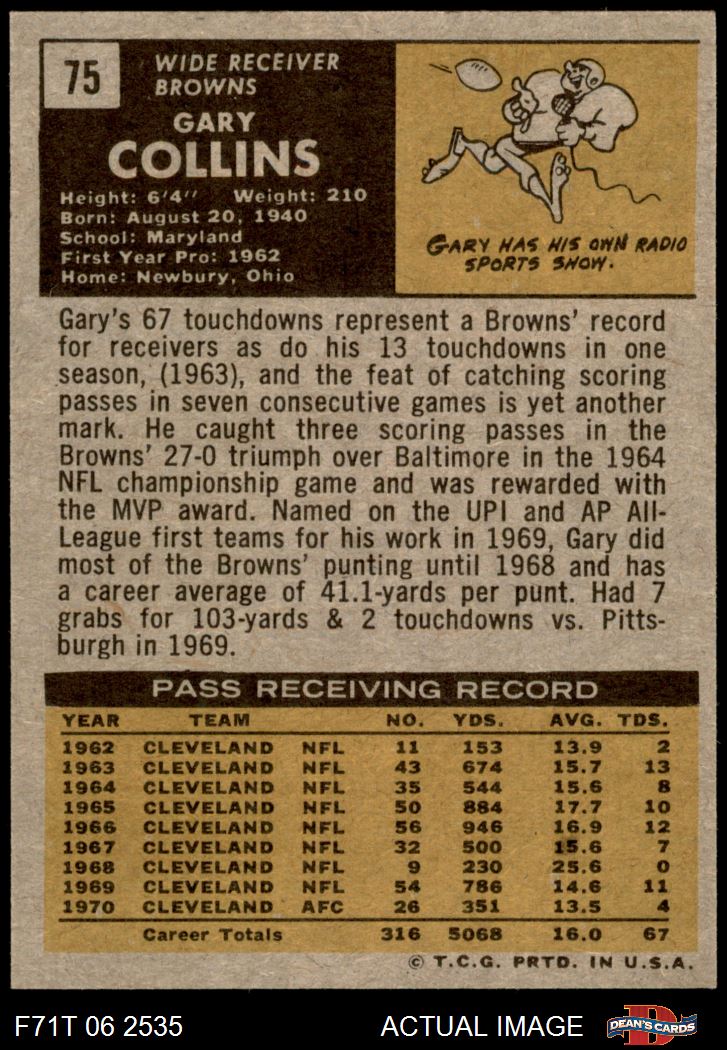 75
WIDE RECEIVER
BROWNS
GARY
COLLINS
Height: 6'4" Weight: 210
Born: August 20, 1940
School: Maryland
First Year Pro: 1962
Home: Newbury, Ohio
GARY HAS HIS OWN RADIO
SPORTS SHOW.
Gary's 67 touchdowns represent a Browns' record
for receivers as do his 13 touchdowns in one
season, (1963), and the feat of catching scoring
passes in seven consecutive games is yet another
mark. He caught three scoring passes in the
Browns' 27-0 triumph over Baltimore in the 1964
NFL championship game and was rewarded with
the MVP award. Named on the UPI and AP All-
League first teams for his work in 1969, Gary did
most of the Browns' punting until 1968 and has
a career average of 41.1-yards per punt. Had 7
grabs for 103-yards & 2 touchdowns vs. Pitts-
burgh in 1969.
PASS RECEIVING RECORD
YEAR TEAM NO. YDS. AVG. TDS.
1962 CLEVELAND NFL 11 153 13.9 2
1963 CLEVELAND NFL 43 674 15.7 13
1964 CLEVELAND NFL 35 544 15.6 8
1965 CLEVELAND NFL 50 884 17.7 10
1966 CLEVELAND NFL 56 946 16.9 12
1967 CLEVELAND NFL 32 500 15.6 7
1968 CLEVELAND NFL 9 230 25.6 0
1969 CLEVELAND NFL 54 786 14.6 11
1970 CLEVELAND AFC 26 351 13.5 4
Career Totals 316 5068 16.0 67
© T.C.G. PRTD. IN U.S.A.
F71T 06 2535 ACTUAL IMAGE D DEAN'S CARDS